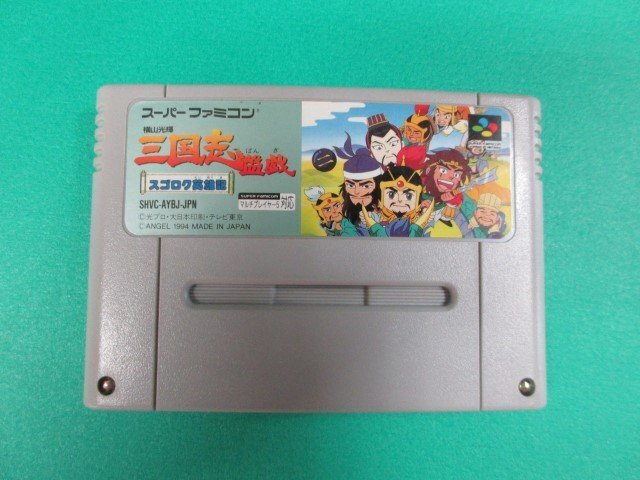 スーパーファミコン
横山光輝
三国志盤戯
ばんぎ
スゴロク英雄記
SUPER FAMICOM
マルチプレイヤー5 対応
SHVC-AYBJ-JPN
©光プロ・大日本印刷・テレビ東京
©ANGEL 1994 MADE IN JAPAN